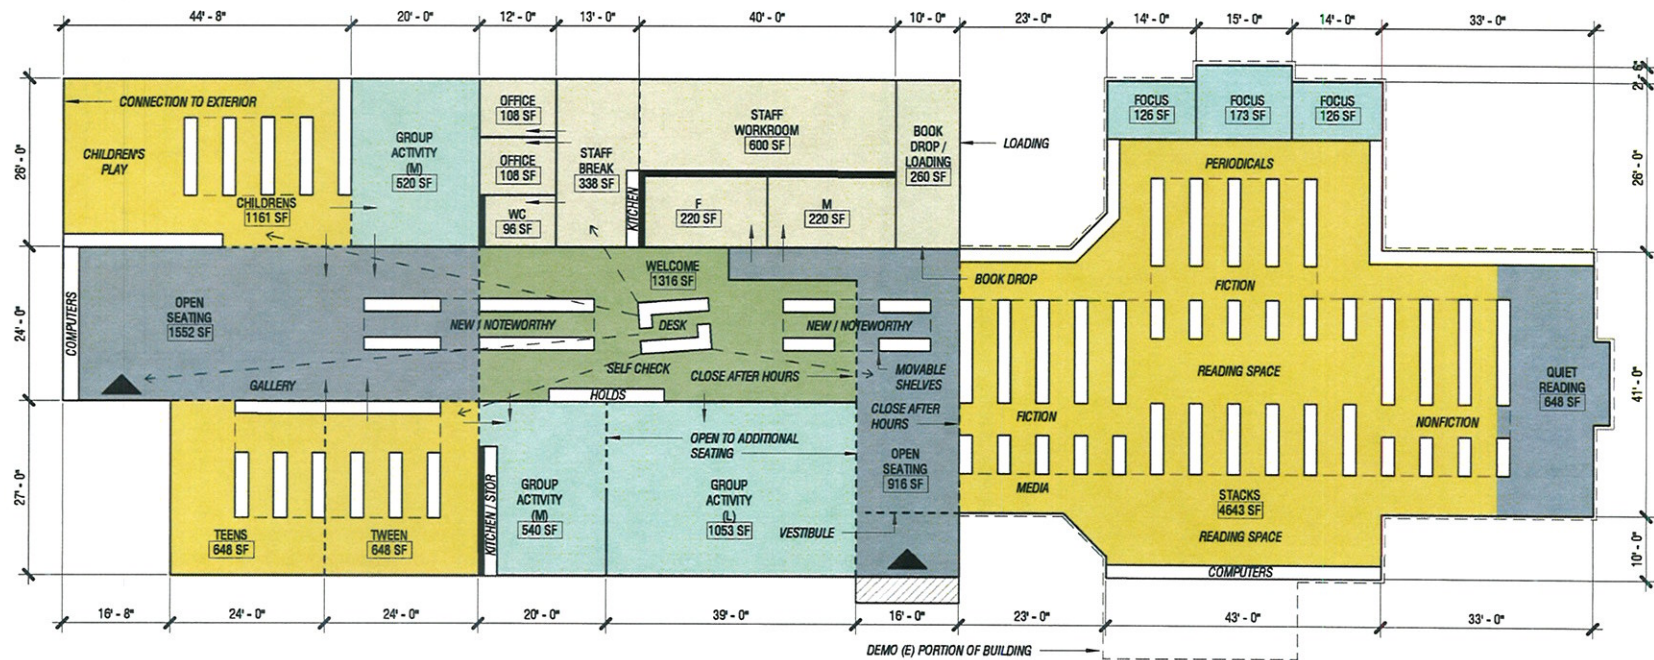 44' - 8"
20' - 0"
12' - 0"
13' - 0"
40' - 0"
10' - 0"
23' - 0"
14' - 0"
15' - 0"
14' - 0"
33' - 0"
26' - 0"
24' - 0"
27' - 0"
CONNECTION TO EXTERIOR
CHILDREN'S
PLAY
CHILDRENS
1161 SF
GROUP
ACTIVITY
(M)
520 SF
OFFICE
108 SF
OFFICE
108 SF
WC
96 SF
STAFF
BREAK
338 SF
KITCHEN
STAFF
WORKROOM
600 SF
F
220 SF
M
220 SF
BOOK
DROP /
LOADING
260 SF
LOADING
FOCUS
126 SF
FOCUS
173 SF
FOCUS
126 SF
2' - 6"
26' - 0"
41' - 0"
10' - 0"
PERIODICALS
COMPUTERS
OPEN
SEATING
1552 SF
GALLERY
NEW / NOTEWORTHY
WELCOME
1316 SF
DESK
SELF CHECK
HOLDS
NEW / NOTEWORTHY
CLOSE AFTER HOURS
BOOK DROP
MOVABLE
SHELVES
CLOSE AFTER
HOURS
FICTION
READING SPACE
FICTION
NONFICTION
QUIET
READING
648 SF
MEDIA
STACKS
4643 SF
READING SPACE
COMPUTERS
TEENS
648 SF
TWEEN
648 SF
KITCHEN / STOR
GROUP
ACTIVITY
(M)
540 SF
OPEN TO ADDITIONAL
SEATING
GROUP
ACTIVITY
(L)
1053 SF
OPEN
SEATING
916 SF
VESTIBULE
16' - 8"
24' - 0"
24' - 0"
20' - 0"
39' - 0"
16' - 0"
23' - 0"
43' - 0"
33' - 0"
DEMO (E) PORTION OF BUILDING